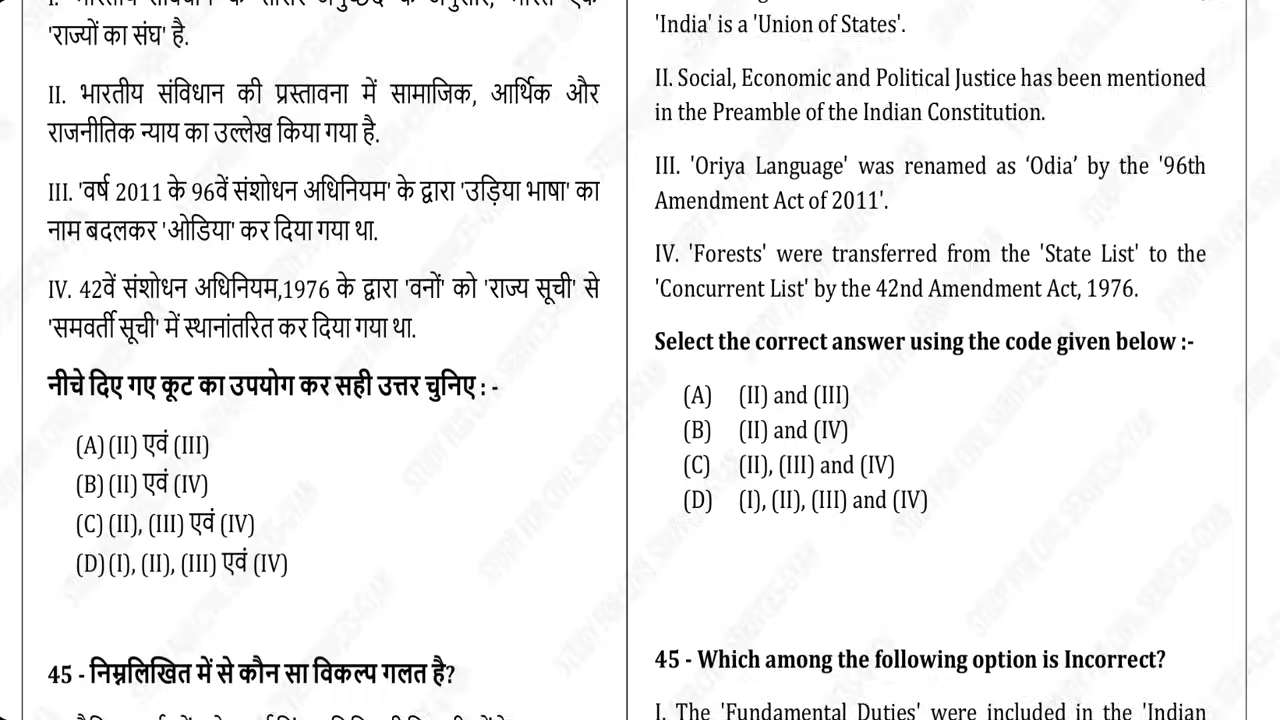 'राज्यों का संघ' है.
II. भारतीय संविधान की प्रस्तावना में सामाजिक, आर्थिक और
राजनीतिक न्याय का उल्लेख किया गया है.
III. 'वर्ष 2011 के 96वें संशोधन अधिनियम' के द्वारा 'उड़िया भाषा' का
नाम बदलकर 'ओडिया' कर दिया गया था.
IV. 42वें संशोधन अधिनियम,1976 के द्वारा 'वनों' को 'राज्य सूची' से
'समवर्ती सूची' में स्थानांतरित कर दिया गया था.
नीचे दिए गए कूट का उपयोग कर सही उत्तर चुनिए : -
(A) (II) एवं (III)
(B) (II) एवं (IV)
(C) (II), (III) एवं (IV)
(D) (I), (II), (III) एवं (IV)
45 - निम्नलिखित में से कौन सा विकल्प गलत है?
'India' is a 'Union of States'.
II. Social, Economic and Political Justice has been mentioned
in the Preamble of the Indian Constitution.
III. 'Oriya Language' was renamed as ‘Odia’ by the '96th
Amendment Act of 2011'.
IV. 'Forests' were transferred from the 'State List' to the
'Concurrent List' by the 42nd Amendment Act, 1976.
Select the correct answer using the code given below :-
(A) (II) and (III)
(B) (II) and (IV)
(C) (II), (III) and (IV)
(D) (I), (II), (III) and (IV)
45 - Which among the following option is Incorrect?
I. The 'Fundamental Duties' were included in the 'Indian